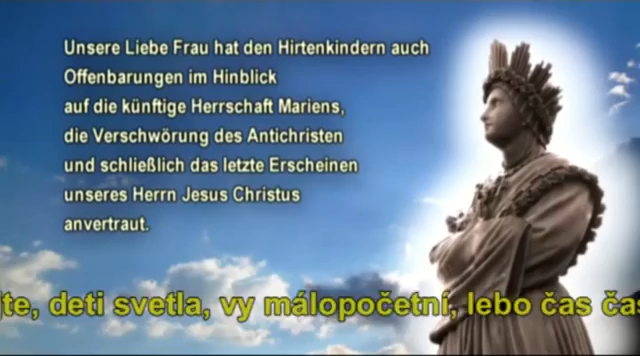 Unsere Liebe Frau hat den Hirtenkindern auch
Offenbarungen im Hinblick
auf die künftige Herrschaft Mariens,
die Verschwörung des Antichristen
und schließlich das letzte Erscheinen
unseres Herrn Jesus Christus
anvertraut.
deti svetla, vy málopočetní, lebo čas